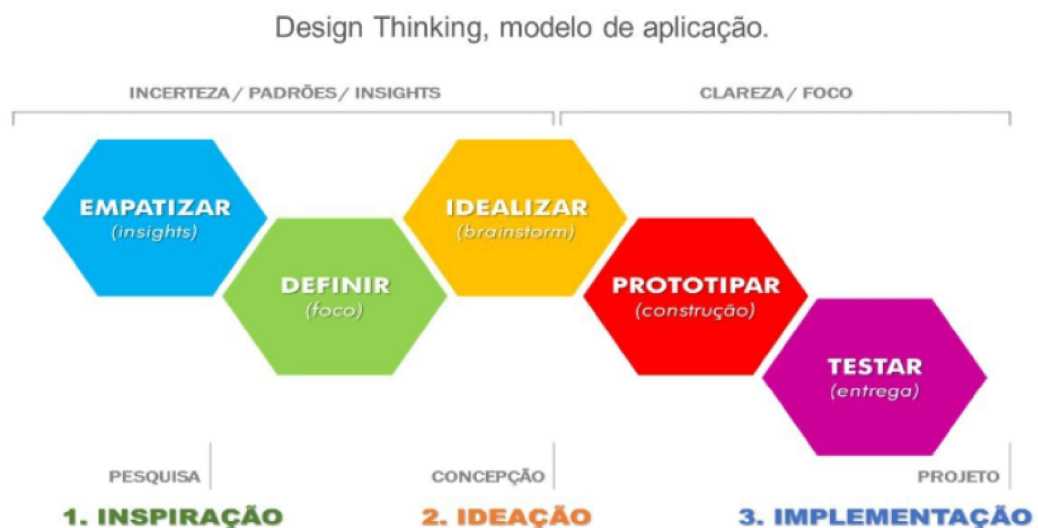 Design Thinking, modelo de aplicação.
INCERTEZA / PADRÕES / INSIGHTS
CLAREZA / FOCO
EMPATIZAR
(insights)
DEFINIR
(foco)
IDEALIZAR
(brainstorm)
PROTOTIPAR
(construção)
TESTAR
(entrega)
PESQUISA
CONCEPÇÃO
PROJETO
1. INSPIRAÇÃO
2. IDEAÇÃO
3. IMPLEMENTAÇÃO